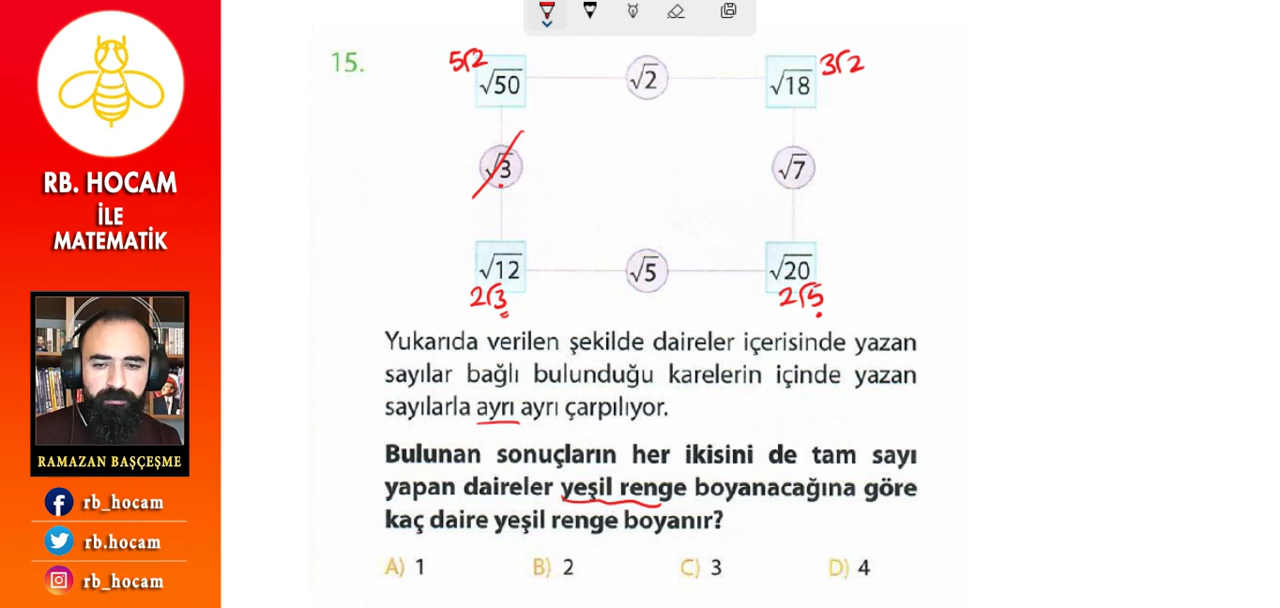 RB. HOCAM
İLE
MATEMATİK
RAMAZAN BAŞÇEŞME
rb_hocam
rb.hocam
rb_hocam
15.
5√2
√50
√2
√18
3√2
√3
√7
√12
√5
√20
2√3
2√5
Yukarıda verilen şekilde daireler içerisinde yazan
sayılar bağlı bulunduğu karelerin içinde yazan
sayılarla ayrı ayrı çarpılıyor.
Bulunan sonuçların her ikisini de tam sayı
yapan daireler yeşil renge boyanacağına göre
kaç daire yeşil renge boyanır?
A) 1 B) 2 C) 3 D) 4